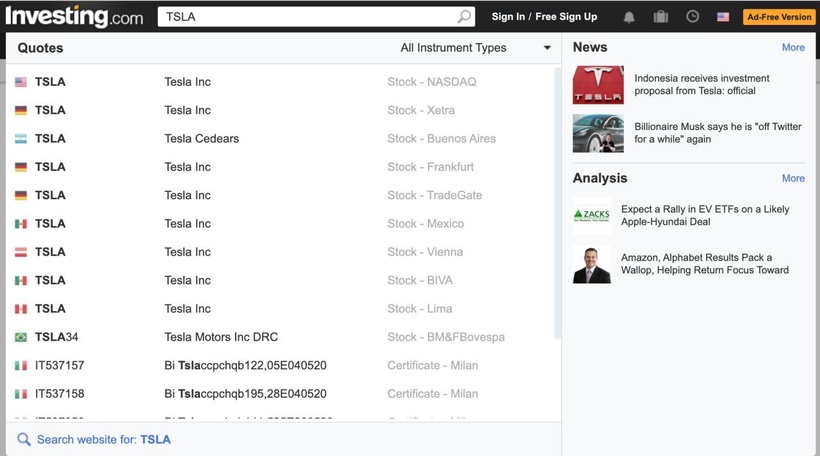 Investing.com
TSLA
Sign In / Free Sign Up
Ad-Free Version
Quotes
All Instrument Types
TSLA Tesla Inc Stock - NASDAQ
TSLA Tesla Inc Stock - Xetra
TSLA Tesla Cedears Stock - Buenos Aires
TSLA Tesla Inc Stock - Frankfurt
TSLA Tesla Inc Stock - TradeGate
TSLA Tesla Inc Stock - Mexico
TSLA Tesla Inc Stock - Vienna
TSLA Tesla Inc Stock - BIVA
TSLA Tesla Inc Stock - Lima
TSLA34 Tesla Motors Inc DRC Stock - BM&FBovespa
IT537157 Bi Tslaccpchqb122,05E040520 Certificate - Milan
IT537158 Bi Tslaccpchqb195,28E040520 Certificate - Milan
Search website for: TSLA
News
More
TESLA
Indonesia receives investment
proposal from Tesla: official
Billionaire Musk says he is "off Twitter
for a while" again
Analysis
More
ZACKS
Expect a Rally in EV ETFs on a Likely
Apple-Hyundai Deal
Amazon, Alphabet Results Pack a
Wallop, Helping Return Focus Toward